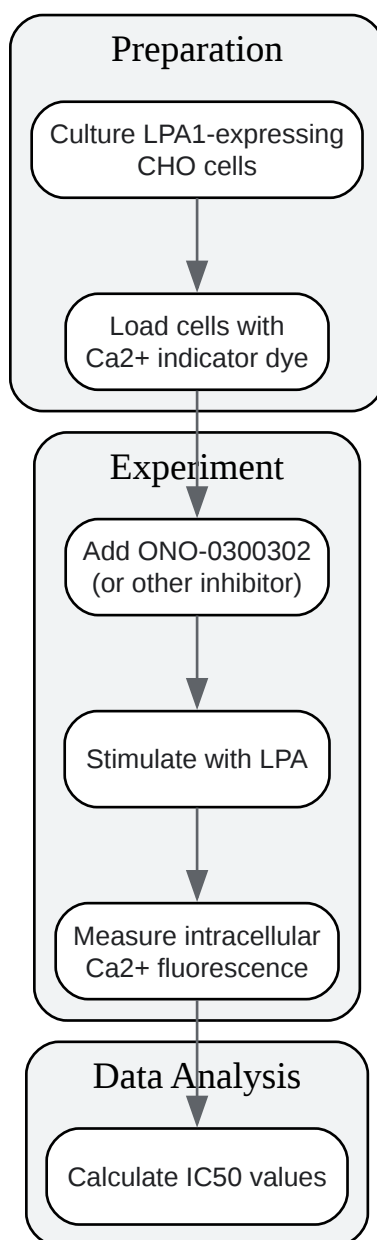 Preparation
Culture LPA1-expressing
CHO cells
Load cells with
Ca2+ indicator dye
Experiment
Add ONO-0300302
(or other inhibitor)
Stimulate with LPA
Measure intracellular
Ca2+ fluorescence
Data Analysis
Calculate IC50 values